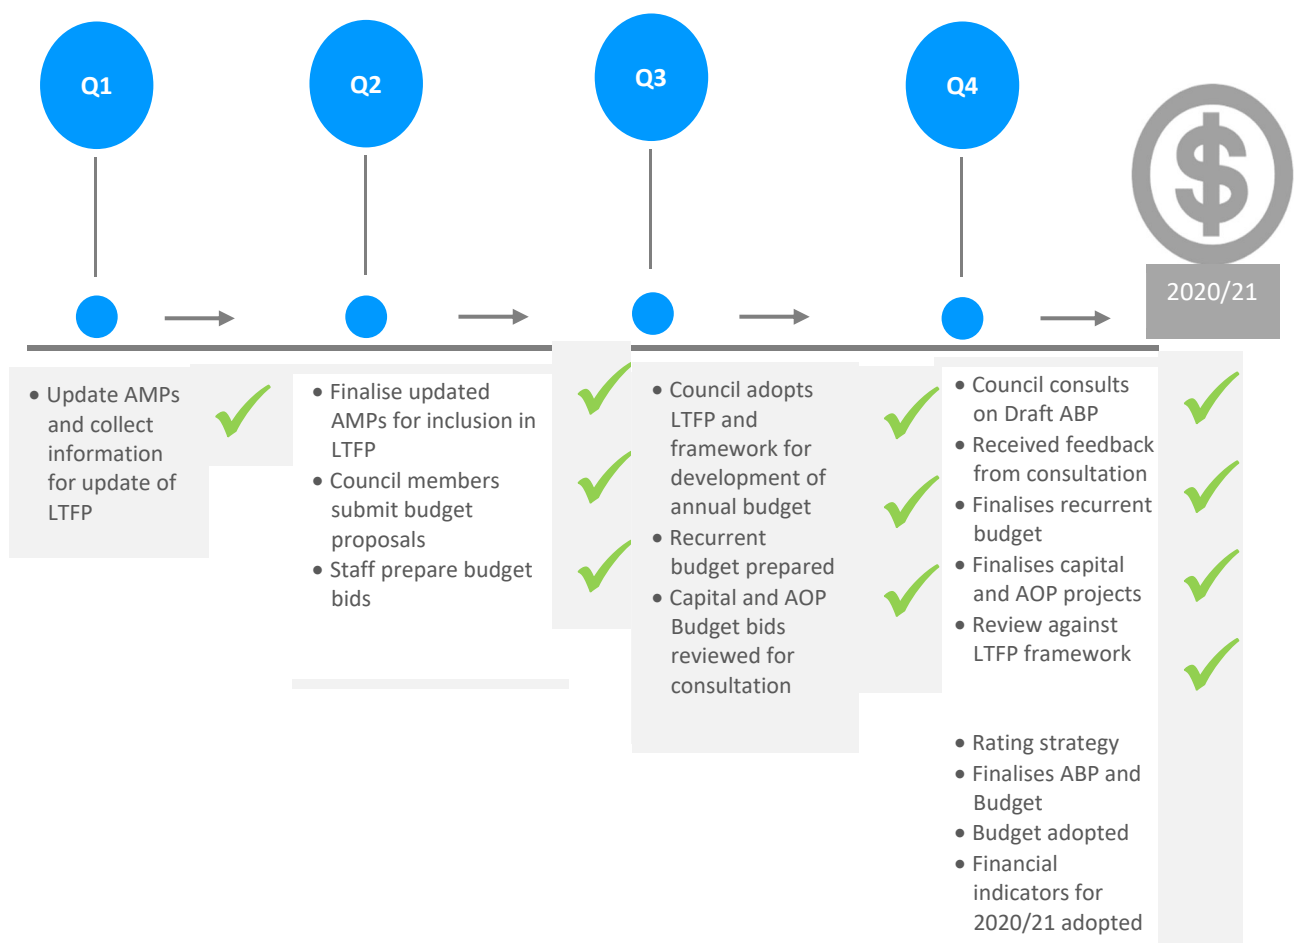 Q1
Q2
Q3
Q4
$
2020/21
• Update AMPs
and collect
information
for update of
LTFP
• Finalise updated
AMPs for inclusion in
LTFP
• Council members
submit budget
proposals
• Staff prepare budget
bids
• Council adopts
LTFP and
framework for
development of
annual budget
• Recurrent
budget prepared
• Capital and AOP
Budget bids
reviewed for
consultation
• Council consults
on Draft ABP
• Received feedback
from consultation
• Finalises recurrent
budget
• Finalises capital
and AOP projects
• Review against
LTFP framework
• Rating strategy
• Finalises ABP and
Budget
• Budget adopted
• Financial
indicators for
2020/21 adopted